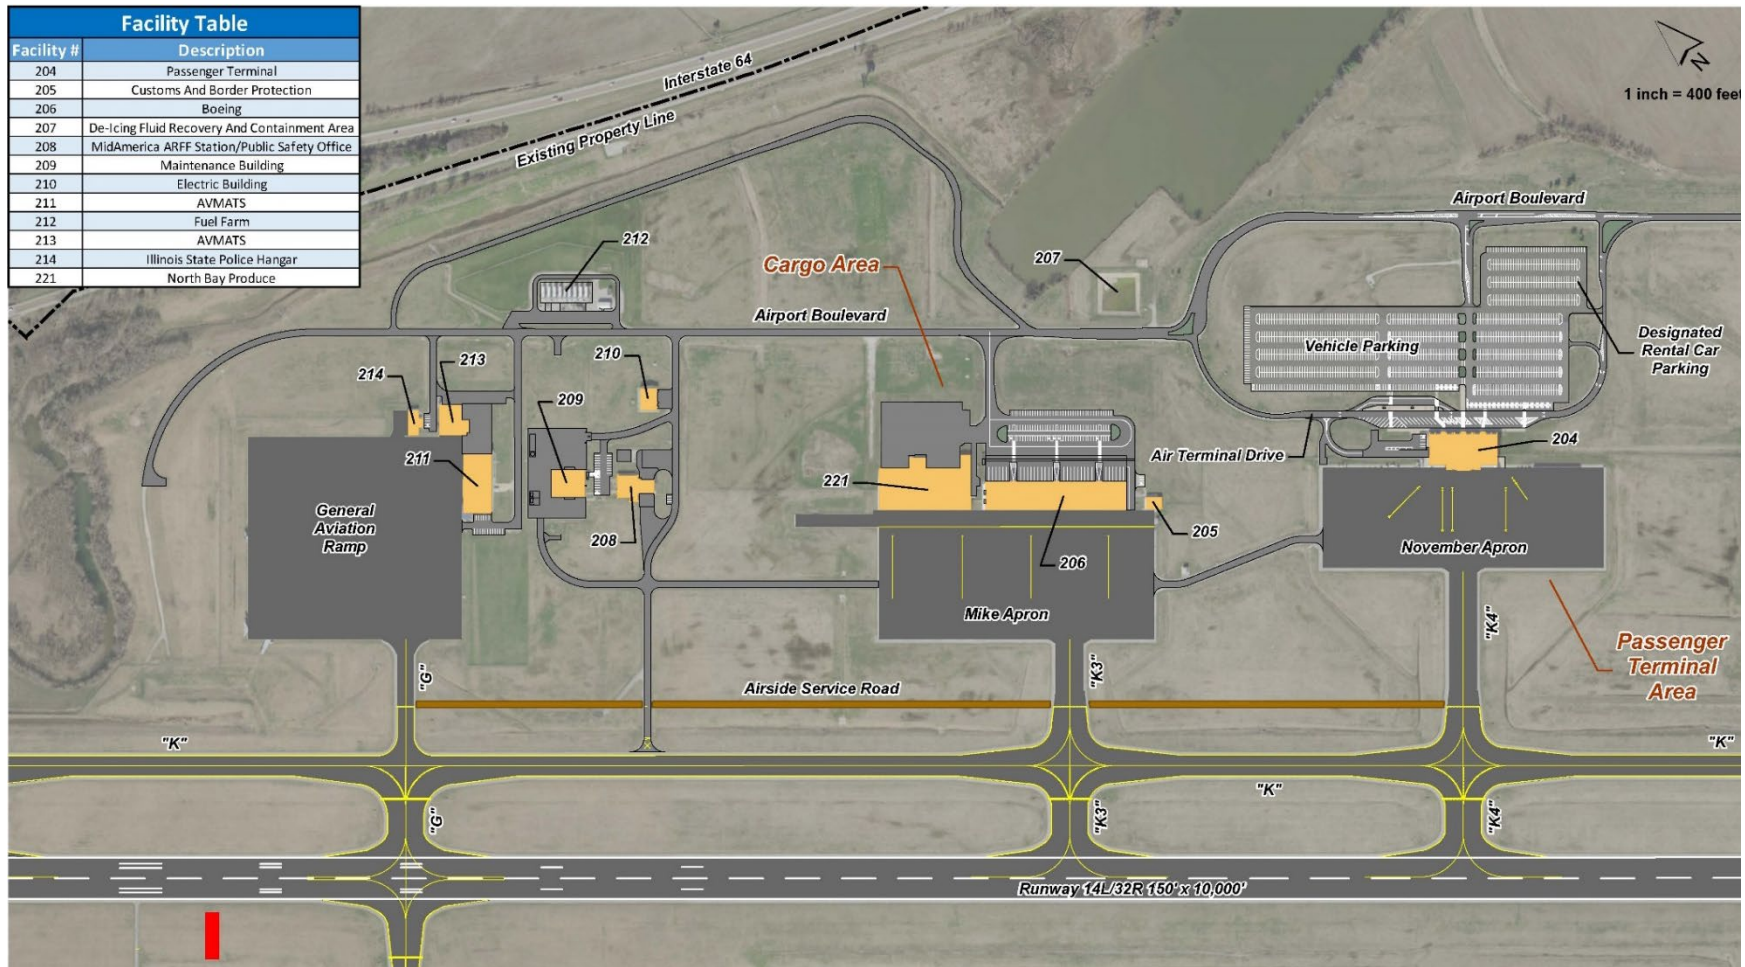 Facility Table
Facility # Description
204 Passenger Terminal
205 Customs And Border Protection
206 Boeing
207 De-Icing Fluid Recovery And Containment Area
208 MidAmerica ARFF Station/Public Safety Office
209 Maintenance Building
210 Electric Building
211 AVMATS
212 Fuel Farm
213 AVMATS
214 Illinois State Police Hangar
221 North Bay Produce
Interstate 64
Existing Property Line
N
1 inch = 400 feet
Airport Boulevard
212
Cargo Area
207
Airport Boulevard
Vehicle Parking
Designated
Rental Car
Parking
214
213
210
209
211
221
Air Terminal Drive
204
General
Aviation
Ramp
208
206
205
November Apron
Mike Apron
"K4"
Passenger
Terminal
Area
"G"
Airside Service Road
"K3"
"K"
"K"
"K"
"G"
"K3"
"K4"
Runway 14L/32R 150' x 10,000'